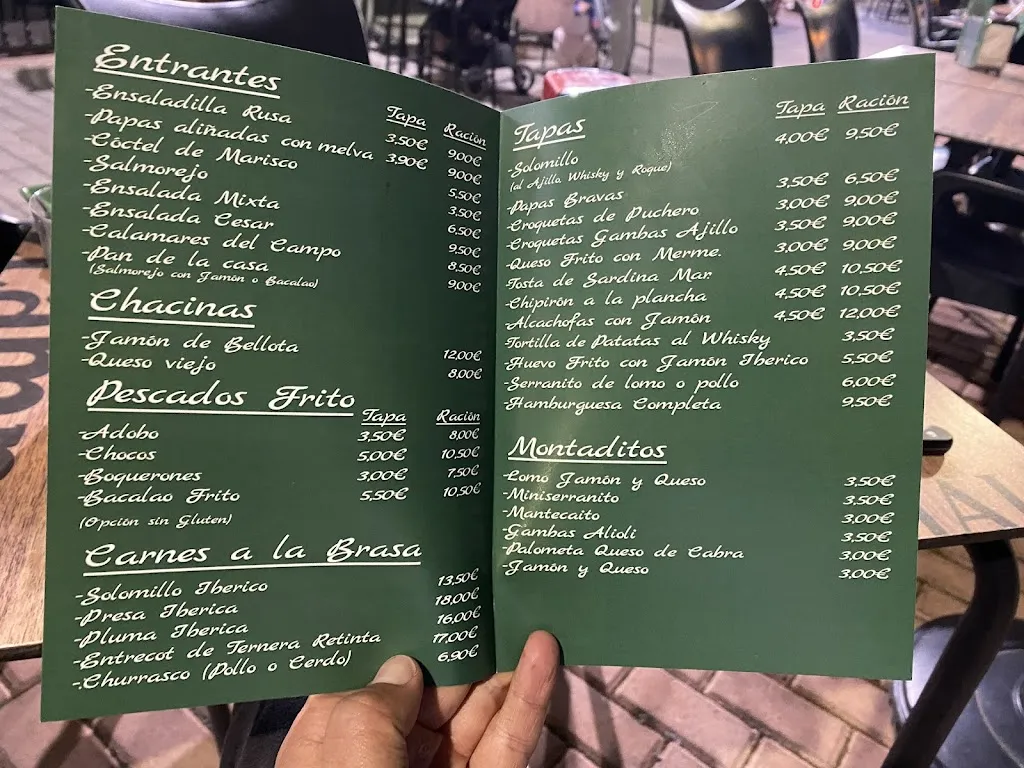 Entrantes
Tapa Ración
-Ensaladilla Rusa 3,50€ 9,00€
-Papas aliñadas con melva 3,90€ 9,00€
-Cóctel de Marisco 5,50€
-Salmorejo 3,50€
-Ensalada Mixta 6,50€
-Ensalada Cesar 9,50€
-Calamares del Campo 8,50€
-Pan de la casa 9,00€
(Salmorejo con Jamón o Bacalao)
Chacinas
-Jamón de Bellota 12,00€
-Queso viejo 8,00€
Pescados Frito
Tapa Ración
-Adobo 3,50€ 8,00€
-Chocos 5,00€ 10,50€
-Boquerones 3,00€ 7,50€
-Bacalao Frito 5,50€ 10,50€
(Opción sin Gluten)
Carnes a la Brasa
-Solomillo Iberico 13,50€
-Presa Iberica 18,00€
-Pluma Iberica 16,00€
-Entrecot de Ternera Retinta 17,00€
-Churrasco (Pollo o Cerdo) 6,90€
Tapas
Tapa Ración
-Solomillo 4,00€ 9,50€
(al Ajillo, Whisky y Roque)
-Papas Bravas 3,50€ 6,50€
-Croquetas de Puchero 3,00€ 9,00€
-Croquetas Gambas Ajillo 3,50€ 9,00€
-Queso Frito con Merme. 3,00€ 9,00€
-Tosta de Sardina Mar. 4,50€ 10,50€
-Chipirón a la plancha 4,50€ 10,50€
-Alcachofas con Jamón 4,50€ 12,00€
Tortilla de Patatas al Whisky 3,50€
-Huevo Frito con Jamón Iberico 5,50€
-Serranito de lomo o pollo 6,00€
-Hamburguesa Completa 9,50€
Montaditos
-Lomo Jamón y Queso 3,50€
-Miniserranito 3,50€
-Mantecaito 3,00€
-Gambas Alioli 3,50€
-Palometa Queso de Cabra 3,00€
-Jamón y Queso 3,00€